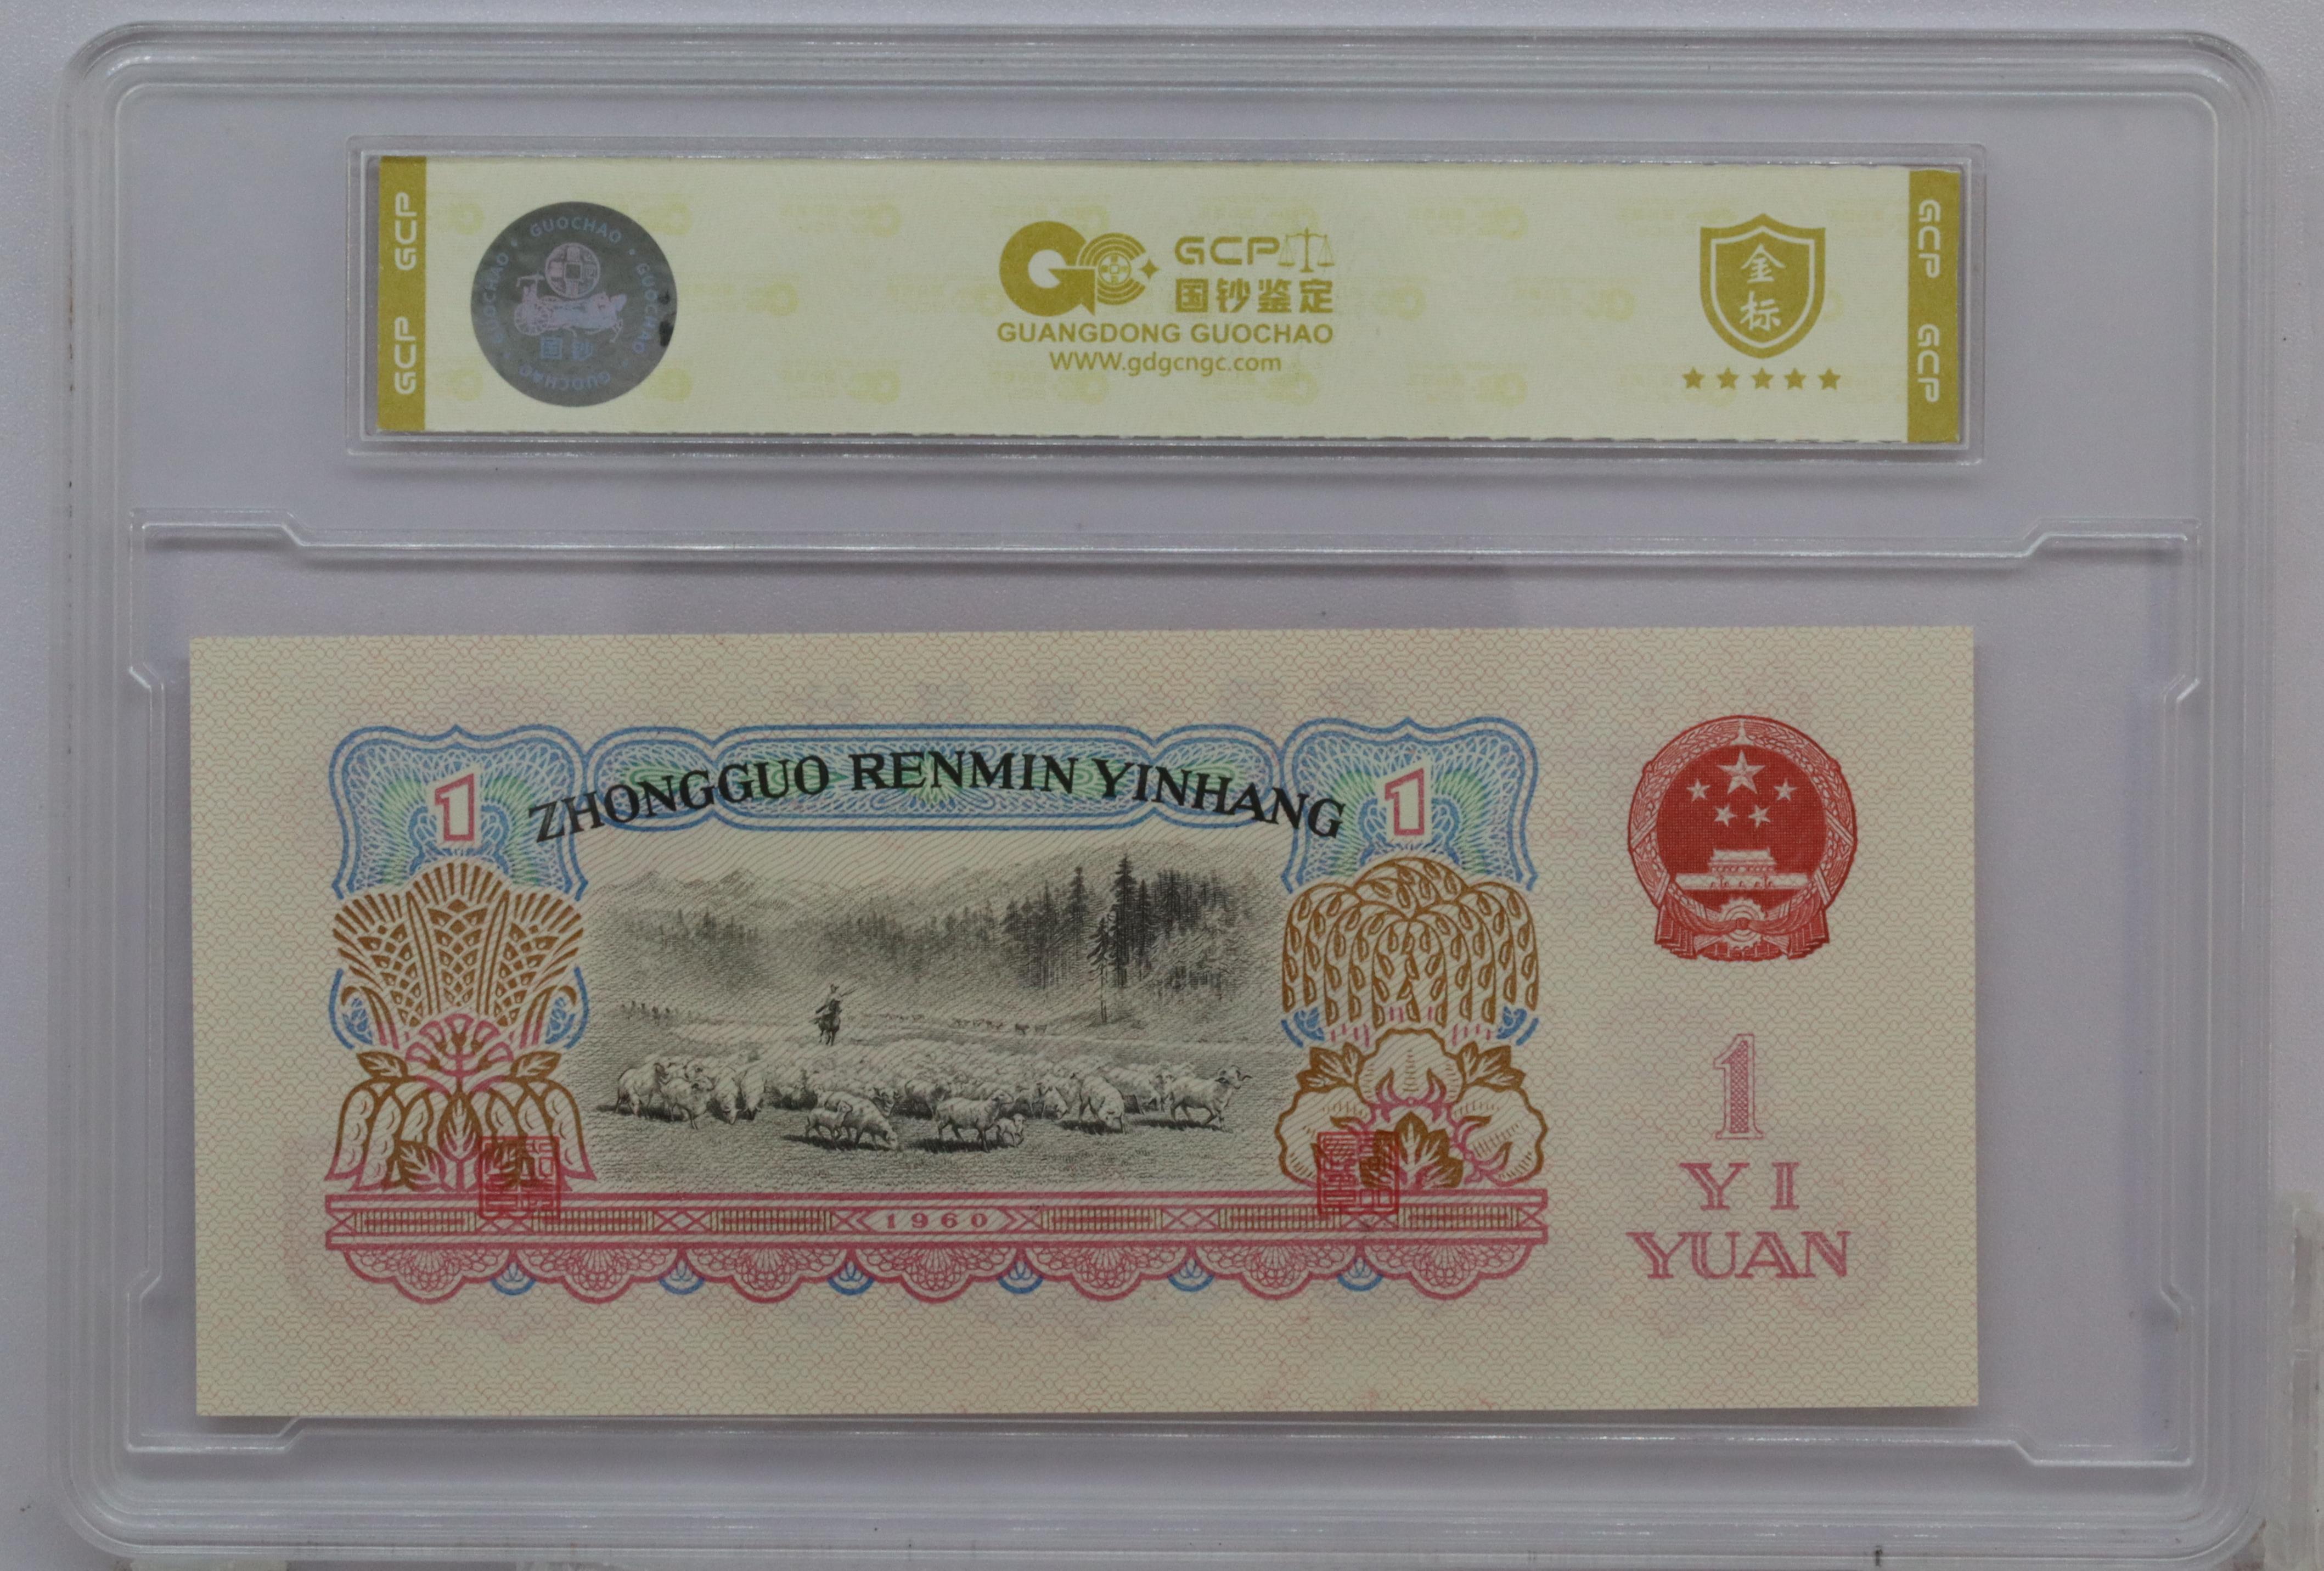 GCP GCP
GUOCHAO · GUOCHAO · GUOCHAO · GUOCHAO
国钞
GCP
国钞鉴定
GUANGDONG GUOCHAO
WWW.gdgcngc.com
金
标
GCP GCP
ZHONGGUO RENMIN YINHANG
1
1
1
YI
YUAN
1960